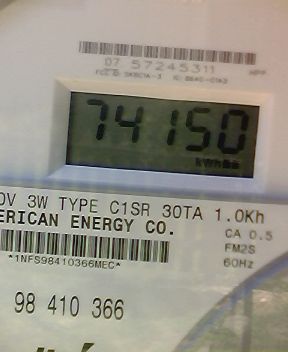 07 57245311
74150
kWh
0V 3W TYPE C1SR 30TA 1.0Kh
ERICAN ENERGY CO.
CA 0.5
FM2S
*1NFS98410366MEC*
60Hz
98 410 366